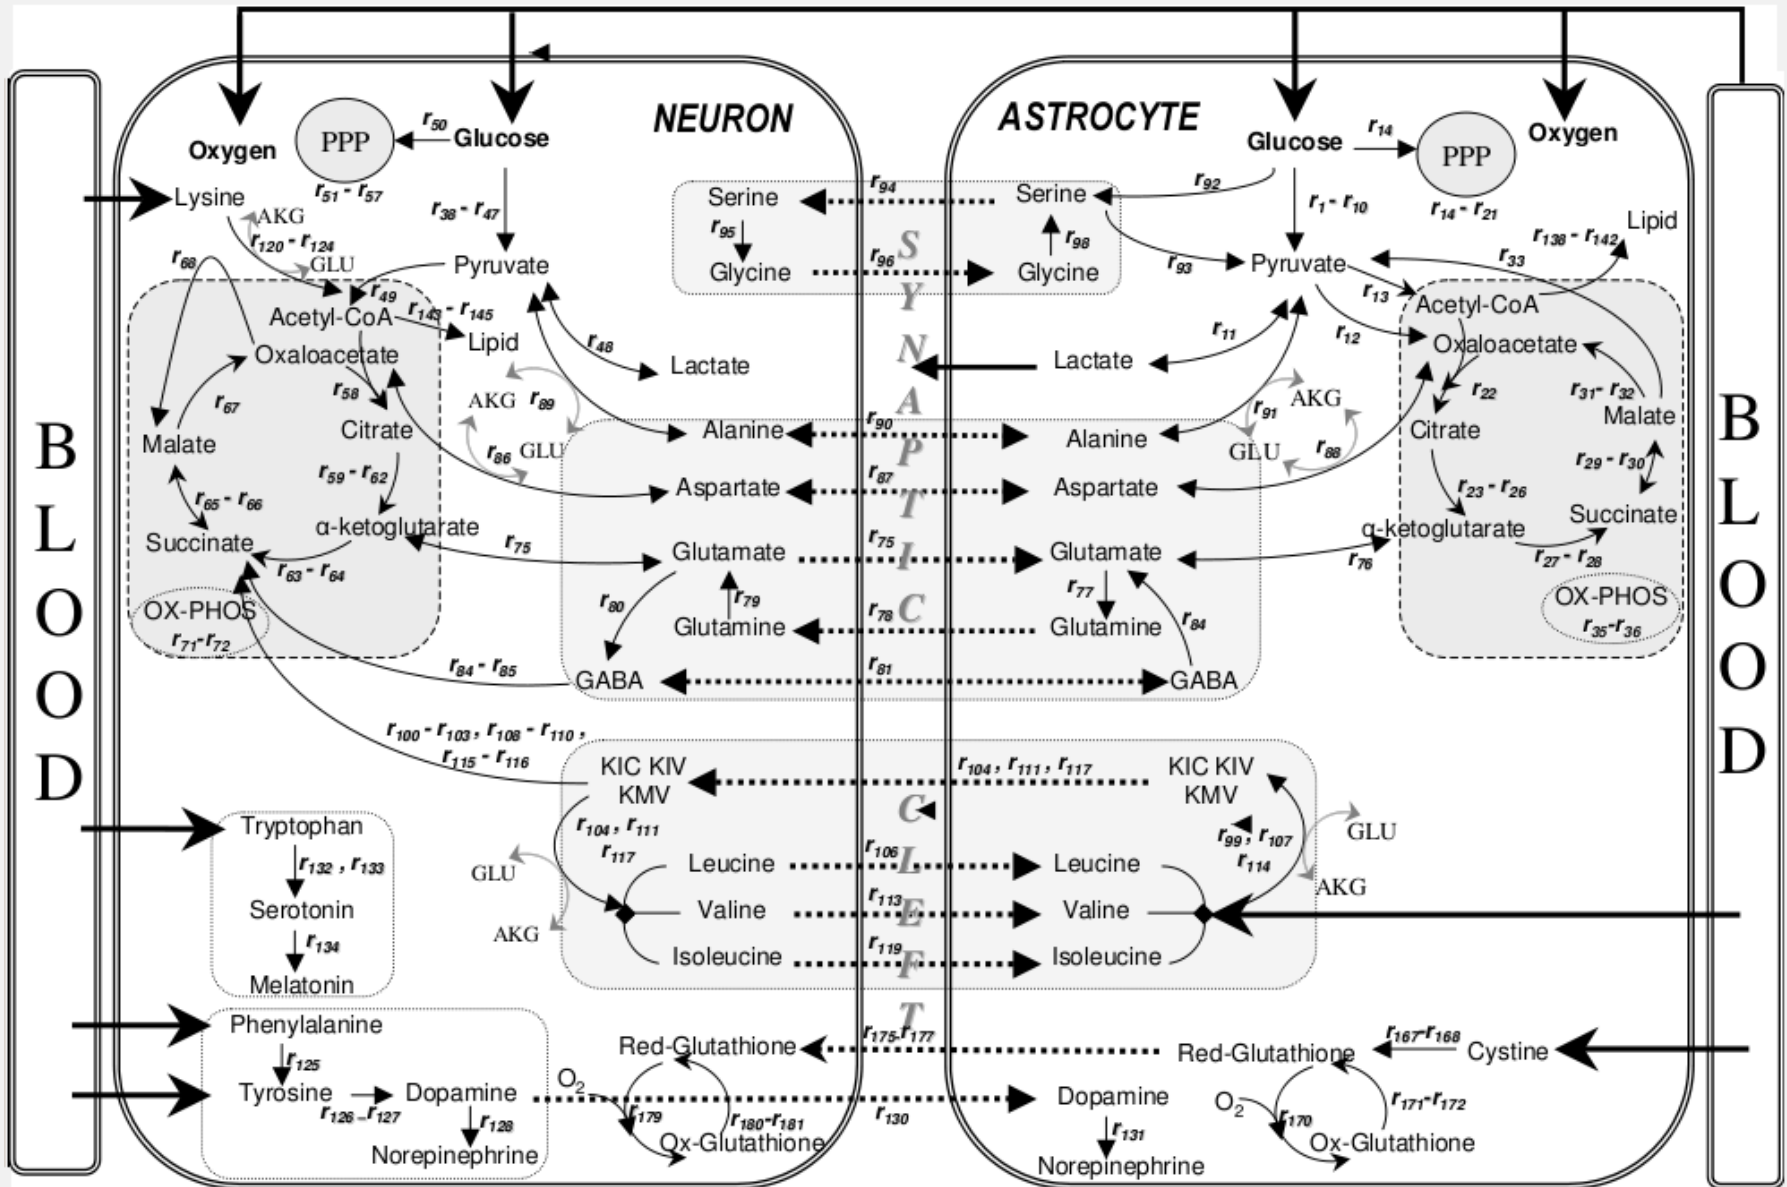 NEURON
ASTROCYTE
BLOOD
BLOOD
SYNAPTIC
CLEFT
Oxygen
PPP
r50
Glucose
r51 - r57
Lysine
AKG
r120 - r124
GLU
r38 - r47
r68
Pyruvate
r49
Acetyl-CoA
r143 - r145
Lipid
Oxaloacetate
r58
r67
r48
Lactate
Malate
Citrate
AKG
r89
r86
GLU
r59 - r62
r65 - r66
α-ketoglutarate
Succinate
r63 - r64
r75
OX-PHOS
r71-r72
r84 - r85
Serine
r95
Glycine
r94
r96
Serine
r98
Glycine
Alanine
r90
Alanine
Aspartate
r87
Aspartate
Glutamate
r75
Glutamate
r80
r79
r77
r84
Glutamine
r78
Glutamine
GABA
r81
GABA
r100 - r103 , r108 - r110 ,
r115 - r116
KIC KIV
KMV
r104 , r111 , r117
KIC KIV
KMV
r104 , r111
r117
r99 , r107
r114
GLU
AKG
GLU
AKG
Leucine
r106
Leucine
Valine
r113
Valine
Isoleucine
r119
Isoleucine
Tryptophan
r132 , r133
Serotonin
r134
Melatonin
Phenylalanine
r125
Tyrosine
r126 – r127
Dopamine
r128
Norepinephrine
Red-Glutathione
r175-r177
O2
r179
r180-r181
Ox-Glutathione
r130
Dopamine
r131
Norepinephrine
Red-Glutathione
r167-r168
Cystine
O2
r170
r171-r172
Ox-Glutathione
Glucose
r14
PPP
Oxygen
r14 - r21
r92
r1 - r10
r93
Pyruvate
r138 - r142
Lipid
r33
r13
Acetyl-CoA
r12
Oxaloacetate
r11
Lactate
r22
r31- r32
Malate
AKG
r91
GLU
r88
Citrate
r29 - r30
r23 - r26
Succinate
α-ketoglutarate
r27 - r28
r76
OX-PHOS
r35-r36